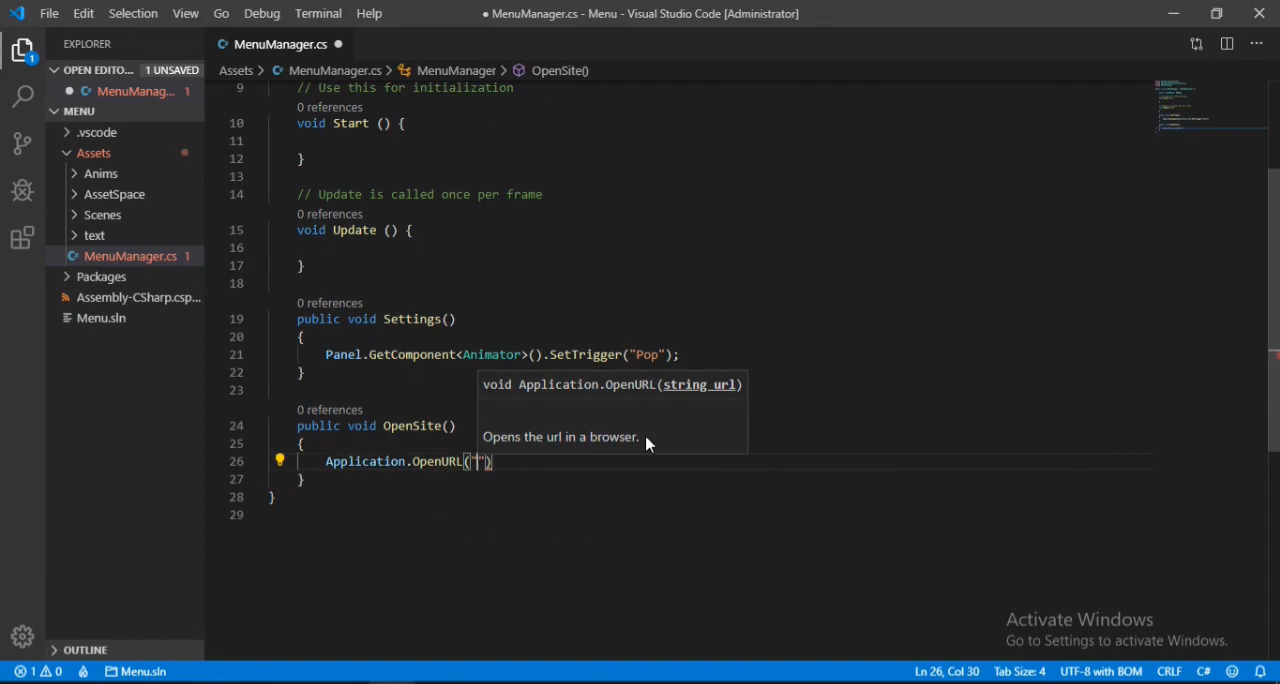 File Edit Selection View Go Debug Terminal Help ● MenuManager.cs - Menu - Visual Studio Code [Administrator]
EXPLORER
MenuManager.cs ●
OPEN EDITO... 1 UNSAVED
● MenuManag... 1
MENU
.vscode
Assets
Anims
AssetSpace
Scenes
text
MenuManager.cs 1
Packages
Assembly-CSharp.csp...
Menu.sln
OUTLINE
Assets > MenuManager.cs > MenuManager > OpenSite()
9 // Use this for initialization
0 references
10 void Start () {
11
12 }
13
14 // Update is called once per frame
0 references
15 void Update () {
16
17 }
18
0 references
19 public void Settings()
20 {
21 Panel.GetComponent<Animator>().SetTrigger("Pop");
22 }
23
0 references
24 public void OpenSite()
25 {
26 Application.OpenURL("")
27 }
28 }
29
void Application.OpenURL(string url)
Opens the url in a browser.
Activate Windows
Go to Settings to activate Windows.
1 0 Menu.sln Ln 26, Col 30 Tab Size: 4 UTF-8 with BOM CRLF C#
1